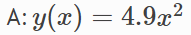 A: y(x) = 4.9x²